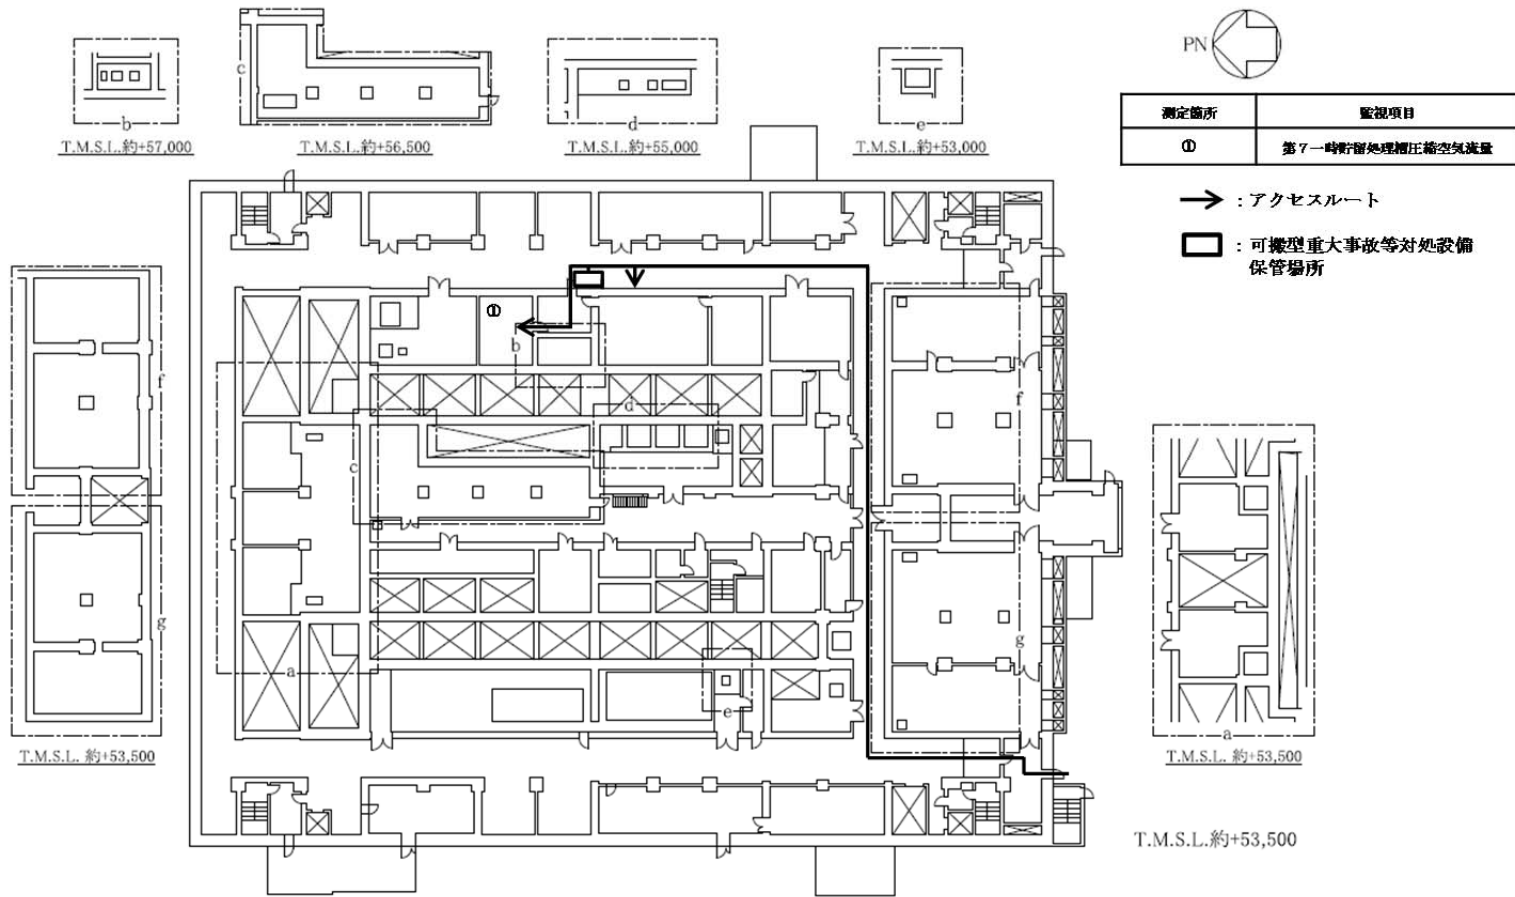 PN
測定箇所 監視項目
① 第7一時貯留処理槽圧縮空気流量
：アクセスルート
：可搬型重大事故等対処設備
保管場所
b
T.M.S.L.約+57,000
c
T.M.S.L.約+56,500
d
T.M.S.L.約+55,000
e
T.M.S.L.約+53,000
f
g
T.M.S.L. 約+53,500
①
b
d
c
f
a
e
g
a
T.M.S.L. 約+53,500
T.M.S.L.約+53,500